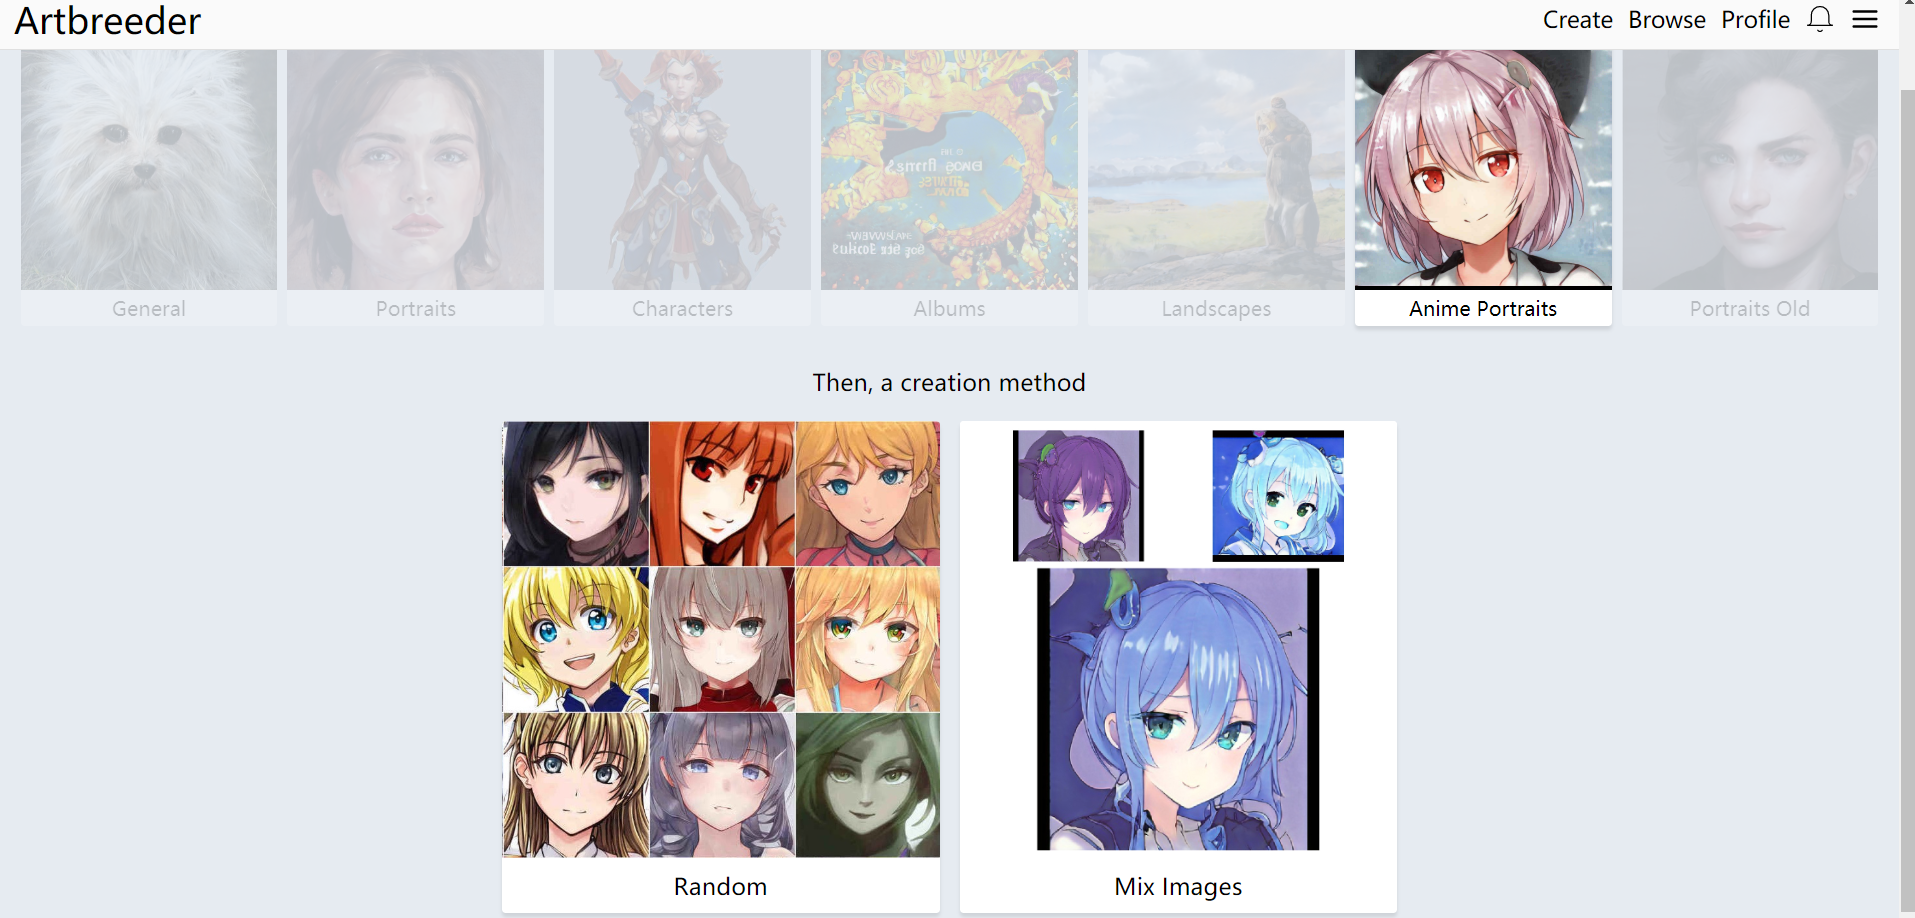 Artbreeder
Create Browse Profile
General
Portraits
Characters
Albums
Landscapes
Anime Portraits
Portraits Old
Then, a creation method
Random
Mix Images